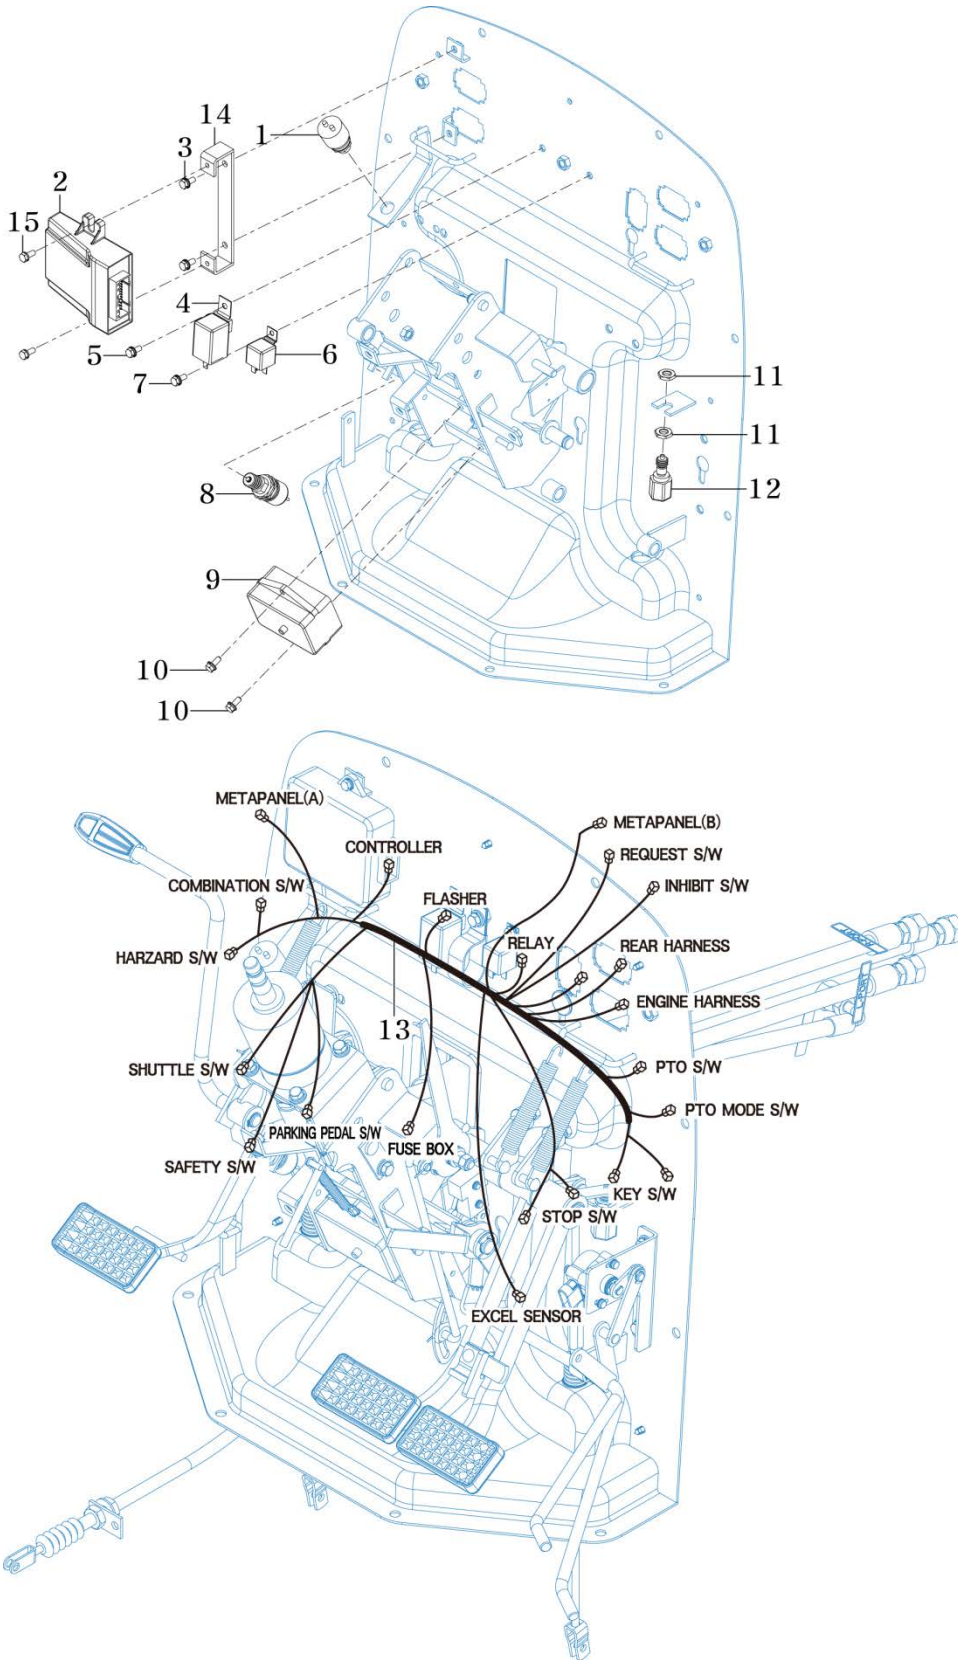 1
14
3
2
15
4
5
6
7
11
11
8
12
9
10
10
METAPANEL(A)
METAPANEL(B)
CONTROLLER
REQUEST S/W
COMBINATION S/W
INHIBIT S/W
FLASHER
RELAY
REAR HARNESS
HARZARD S/W
ENGINE HARNESS
13
SHUTTLE S/W
PTO S/W
PTO MODE S/W
PARKING PEDAL S/W
FUSE BOX
SAFETY S/W
KEY S/W
STOP S/W
EXCEL SENSOR